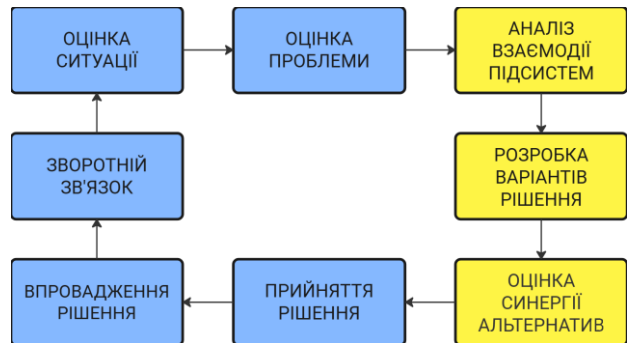 ОЦІНКА
СИТУАЦІЇ
ОЦІНКА
ПРОБЛЕМИ
АНАЛІЗ
ВЗАЄМОДІЇ
ПІДСИСТЕМ
РОЗРОБКА
ВАРІАНТІВ
РІШЕННЯ
ОЦІНКА
СИНЕРГІЇ
АЛЬТЕРНАТИВ
ПРИЙНЯТТЯ
РІШЕННЯ
ВПРОВАДЖЕННЯ
РІШЕННЯ
ЗВОРОТНІЙ
ЗВ'ЯЗОК